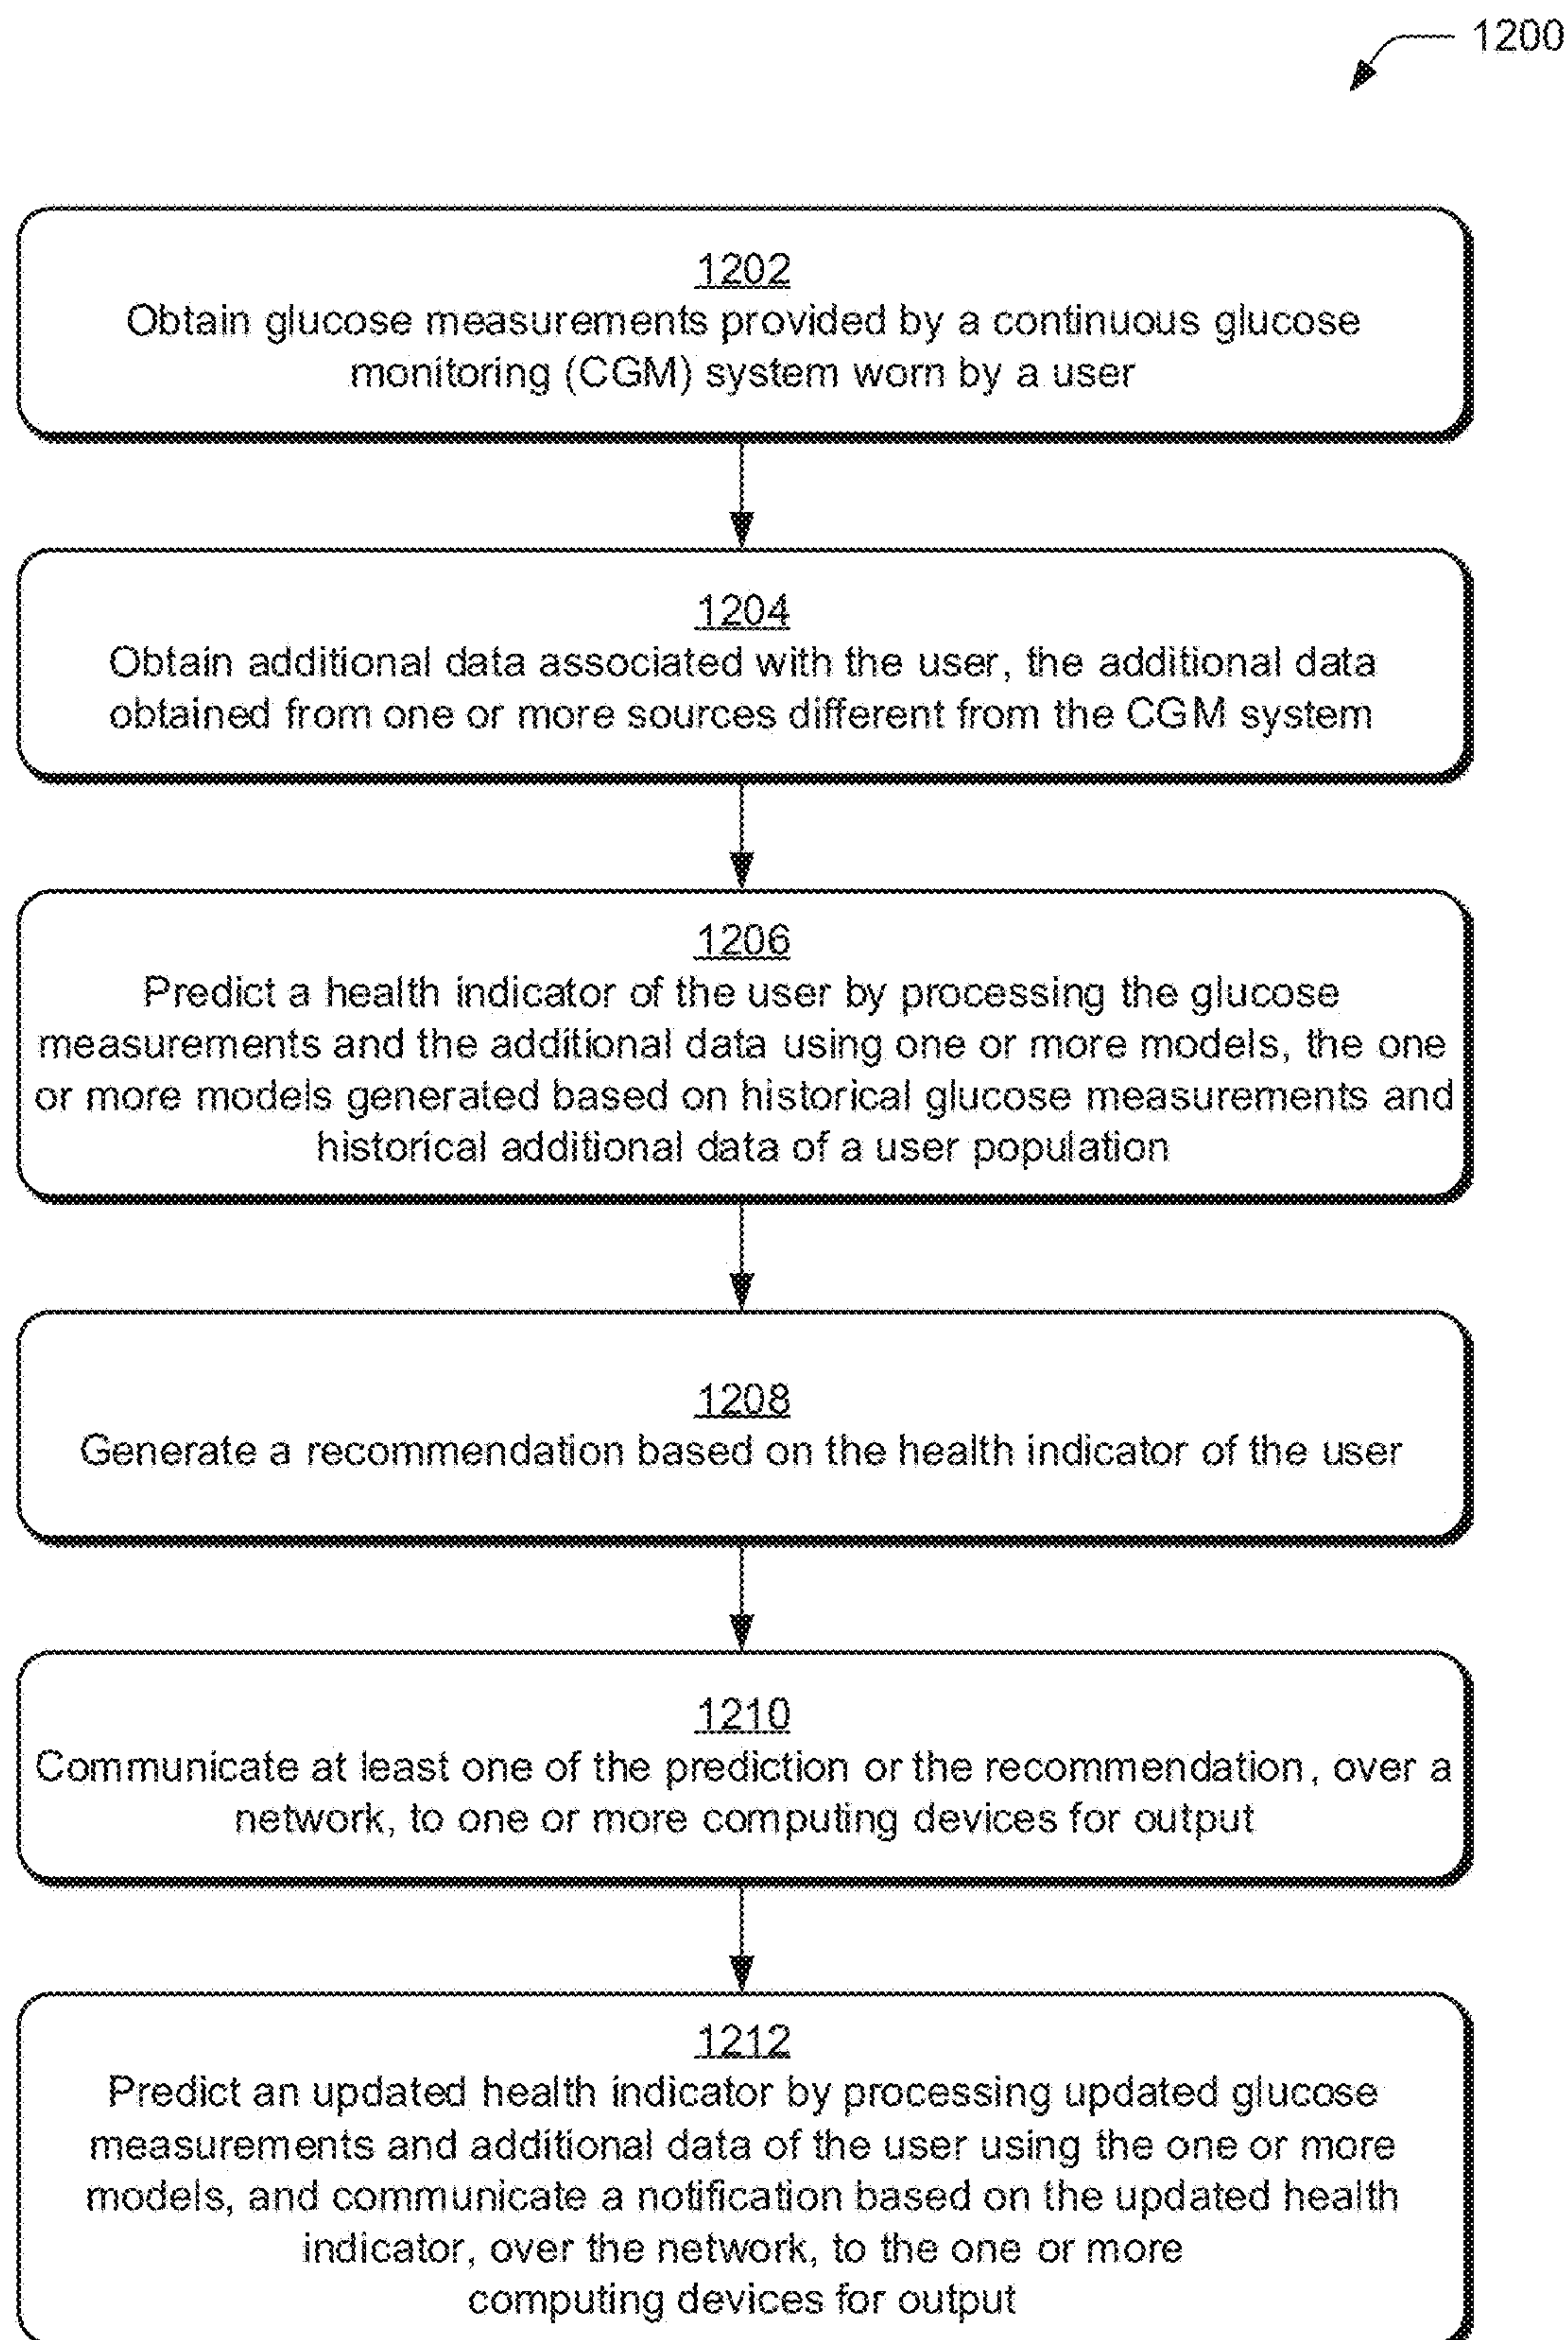 1200
1202
Obtain glucose measurements provided by a continuous glucose
monitoring (CGM) system worn by a user
1204
Obtain additional data associated with the user, the additional data
obtained from one or more sources different from the CGM system
1206
Predict a health indicator of the user by processing the glucose
measurements and the additional data using one or more models, the one
or more models generated based on historical glucose measurements and
historical additional data of a user population
1208
Generate a recommendation based on the health indicator of the user
1210
Communicate at least one of the prediction or the recommendation, over a
network, to one or more computing devices for output
1212
Predict an updated health indicator by processing updated glucose
measurements and additional data of the user using the one or more
models, and communicate a notification based on the updated health
indicator, over the network, to the one or more
computing devices for output